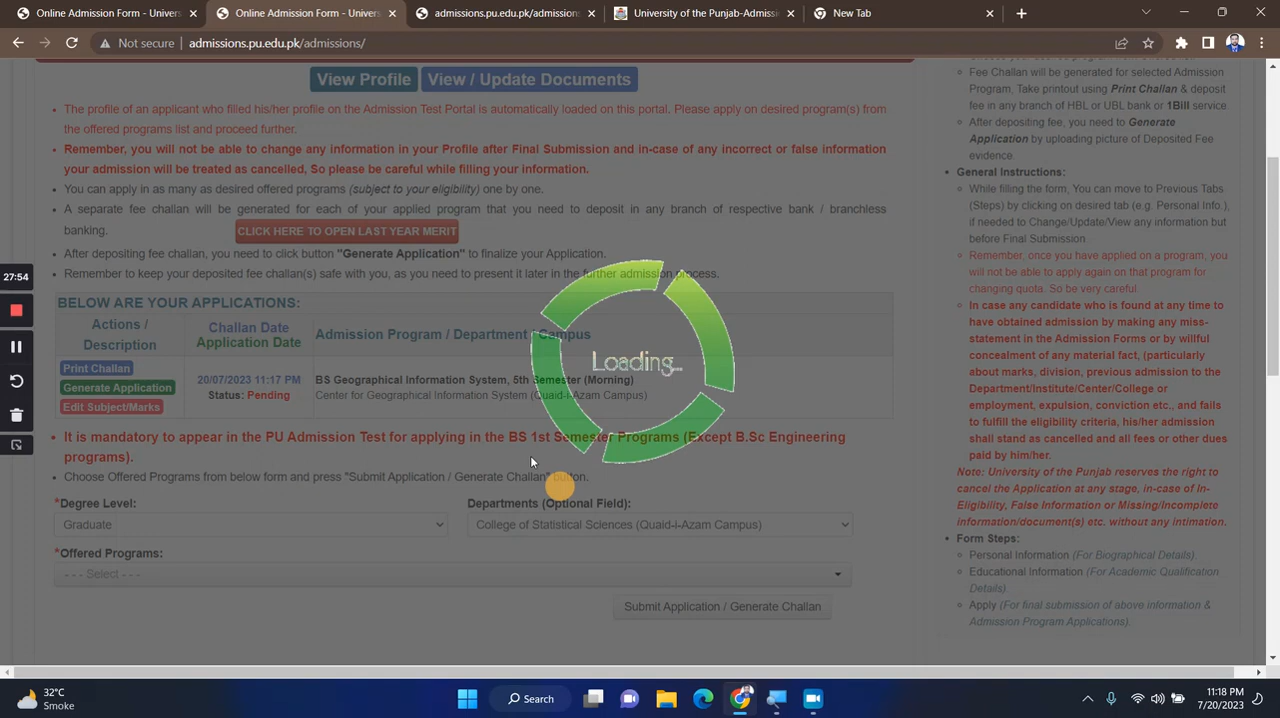 Online Admission Form - Univers
Online Admission Form - Univers
admissions.pu.edu.pk/admissions
University of the Punjab-Admissi
New Tab
Not secure
admissions.pu.edu.pk/admissions/
View Profile
View / Update Documents
The profile of an applicant who filled his/her profile on the Admission Test Portal is automatically loaded on this portal. Please apply on desired program(s) from
the offered programs list and proceed further.
Remember, you will not be able to change any information in your Profile after Final Submission and in-case of any incorrect or false information
your admission will be treated as cancelled. So please be careful while filling your information.
You can apply in as many as desired offered programs (subject to your eligibility) one by one.
A separate fee challan will be generated for each of your applied program that you need to deposit in any branch of respective bank / branchless
banking.
CLICK HERE TO OPEN LAST YEAR MERIT
After depositing fee challan, you need to click button "Generate Application" to finalize your Application.
Remember to keep your deposited fee challan(s) safe with you, as you need to present it later in the further admission process.
BELOW ARE YOUR APPLICATIONS:
Actions /
Description
Challan Date
Application Date
Admission Program / Department - Campus
Print Challan
Generate Application
Edit Subject/Marks
20/07/2023 11:17 PM
Status: Pending
BS Geographical Information System, 5th Semester (Morning)
Center for Geographical Information System (Quaid-i-Azam Campus)
Loading...
It is mandatory to appear in the PU Admission Test for applying in the BS 1st Semester Programs (Except B.Sc Engineering
programs).
Choose Offered Programs from below form and press "Submit Application / Generate Challan" button.
*Degree Level:
Graduate
Departments (Optional Field):
College of Statistical Sciences (Quaid-i-Azam Campus)
*Offered Programs:
- - - Select - - -
Submit Application / Generate Challan
Fee Challan will be generated for selected Admission
Program, Take printout using Print Challan & deposit
fee in any branch of HBL or UBL bank or 1Bill service.
After depositing fee, you need to Generate
Application by uploading picture of Deposited Fee
evidence.
General Instructions:
While filling the form, You can move to Previous Tabs
(Steps) by clicking on desired tab (e.g. Personal Info.),
if needed to Change/Update/View any information but
before Final Submission.
Remember, once you have applied on a program, you
will not be able to apply again on that program for
changing quota. So be very careful.
In case any candidate who is found at any time to
have obtained admission by making any miss-
statement in the Admission Forms or by willful
concealment of any material fact, (particularly
about marks, division, previous admission to the
Department/Institute/Center/College or
employment, expulsion, conviction etc., and fails
to fulfill the eligibility criteria, his/her admission
shall stand as cancelled and all fees or other dues
paid by him/her.
Note: University of the Punjab reserves the right to
cancel the Application at any stage, in-case of In-
Eligibility, False Information or Missing/Incomplete
information/document(s) etc. without any intimation.
Form Steps:
Personal Information (For Biographical Details).
Educational Information (For Academic Qualification
Details)
Apply (For final submission of above information &
Admission Program Applications).
27:54
32°C
Smoke
Search
11:18 PM
7/20/2023